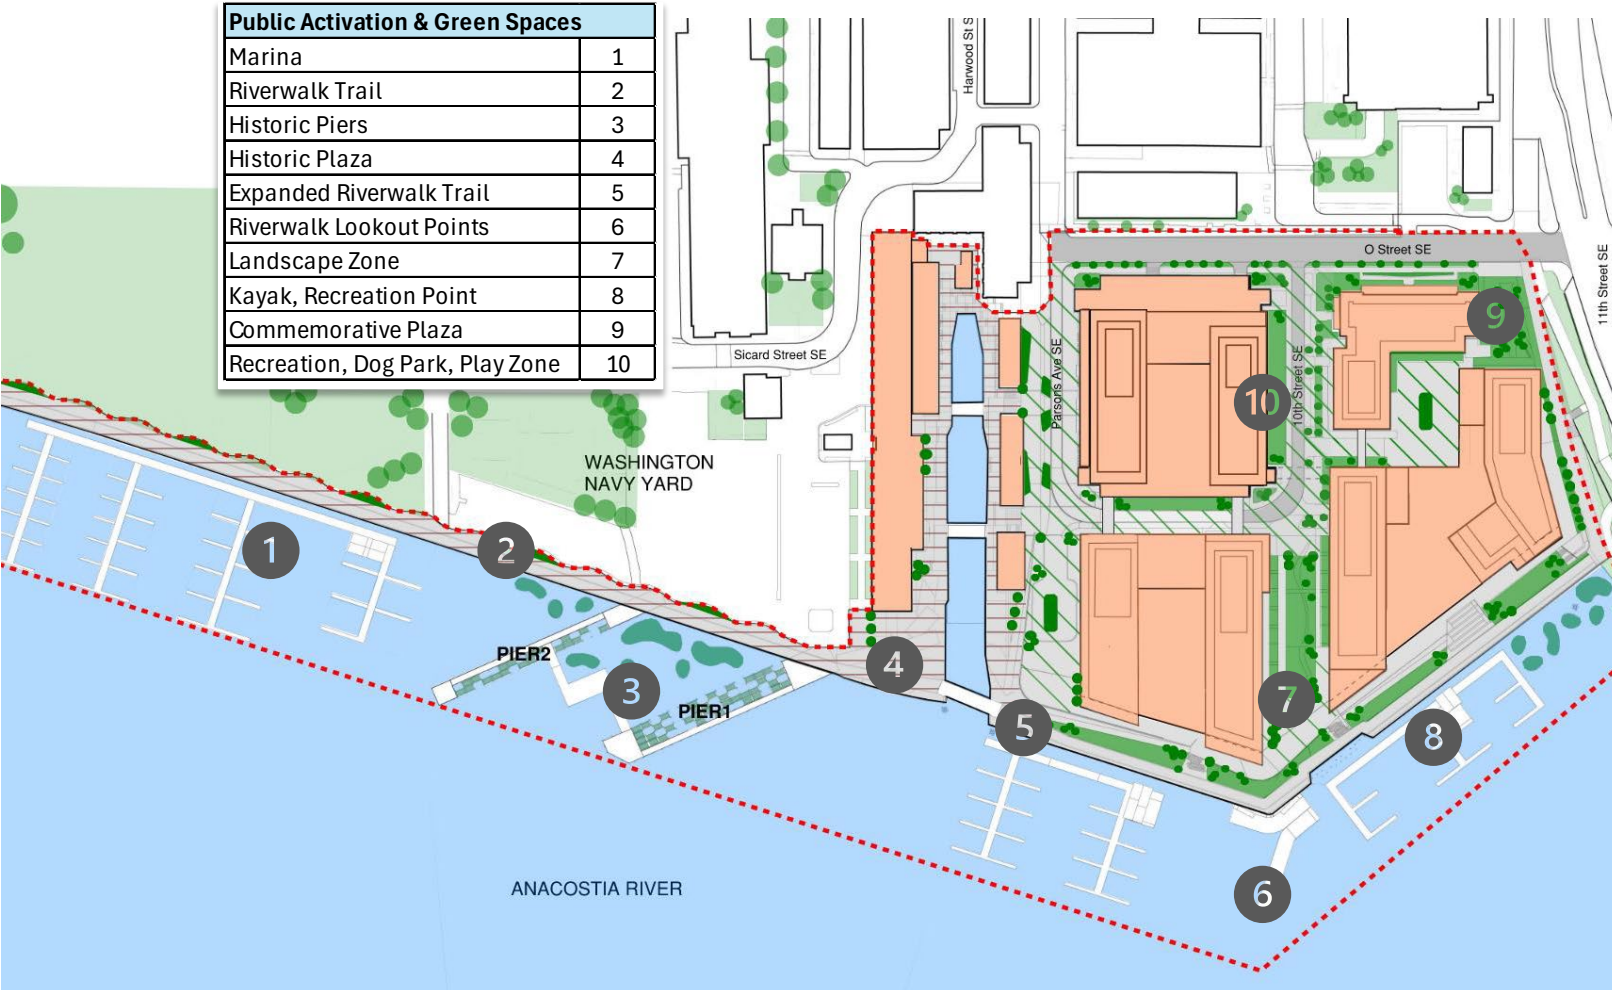 Public Activation & Green Spaces
Marina 1
Riverwalk Trail 2
Historic Piers 3
Historic Plaza 4
Expanded Riverwalk Trail 5
Riverwalk Lookout Points 6
Landscape Zone 7
Kayak, Recreation Point 8
Commemorative Plaza 9
Recreation, Dog Park, Play Zone 10
Harwood St S
O Street SE
11th Street SE
9
Sicard Street SE
Parsons Ave SE
10th Street SE
10
WASHINGTON
NAVY YARD
1
2
PIER2
3
PIER1
4
5
7
8
6
ANACOSTIA RIVER